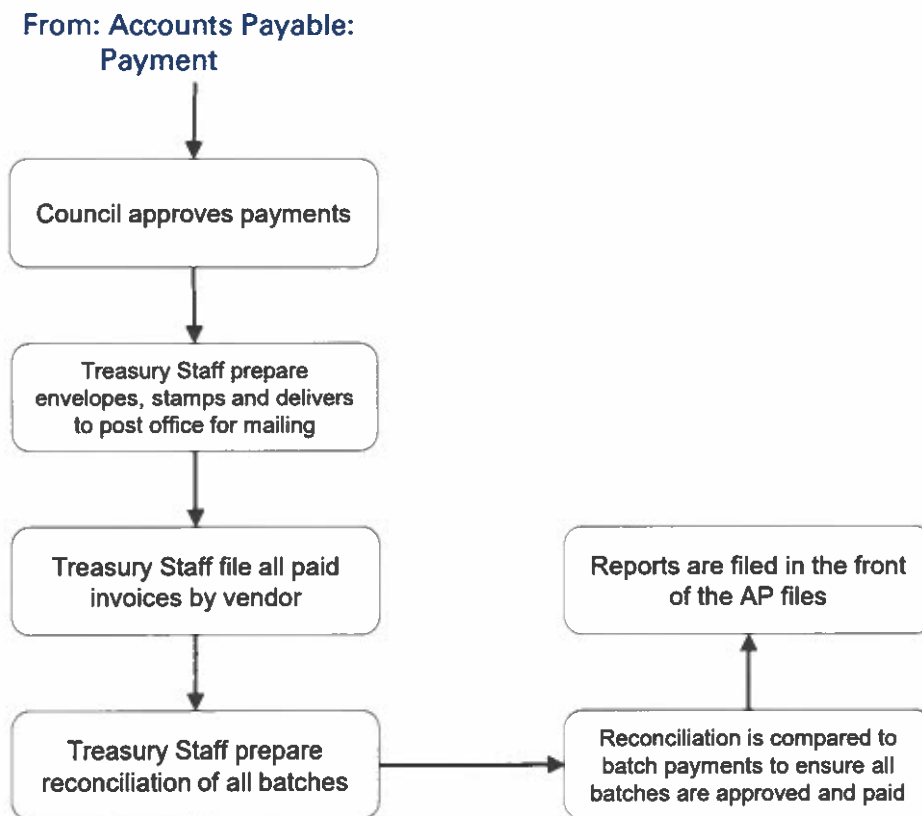 From: Accounts Payable:
Payment
Council approves payments
Treasury Staff prepare
envelopes, stamps and delivers
to post office for mailing
Treasury Staff file all paid
invoices by vendor
Treasury Staff prepare
reconciliation of all batches
Reconciliation is compared to
batch payments to ensure all
batches are approved and paid
Reports are filed in the front
of the AP files